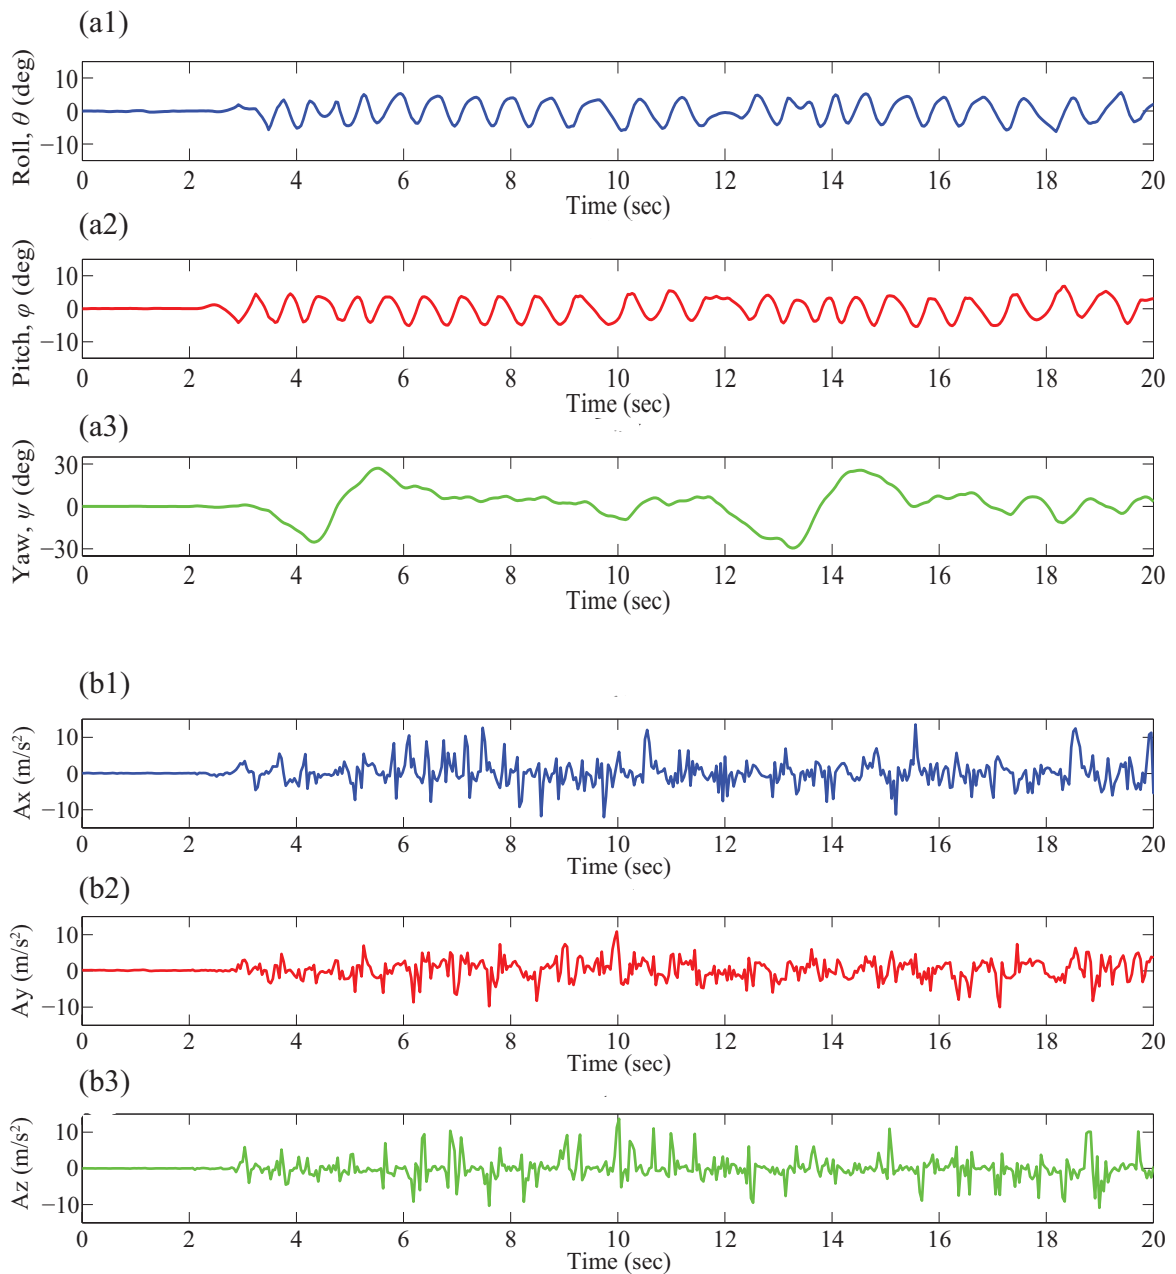 (a1)
Roll, θ (deg)
10
0
−10
0 2 4 6 8 10 12 14 16 18 20
Time (sec)
(a2)
Pitch, φ (deg)
10
0
−10
0 2 4 6 8 10 12 14 16 18 20
Time (sec)
(a3)
Yaw, ψ (deg)
30
0
−30
0 2 4 6 8 10 12 14 16 18 20
Time (sec)
(b1)
Ax (m/s²)
10
0
−10
0 2 4 6 8 10 12 14 16 18 20
Time (sec)
(b2)
Ay (m/s²)
10
0
−10
0 2 4 6 8 10 12 14 16 18 20
Time (sec)
(b3)
Az (m/s²)
10
0
−10
0 2 4 6 8 10 12 14 16 18 20
Time (sec)